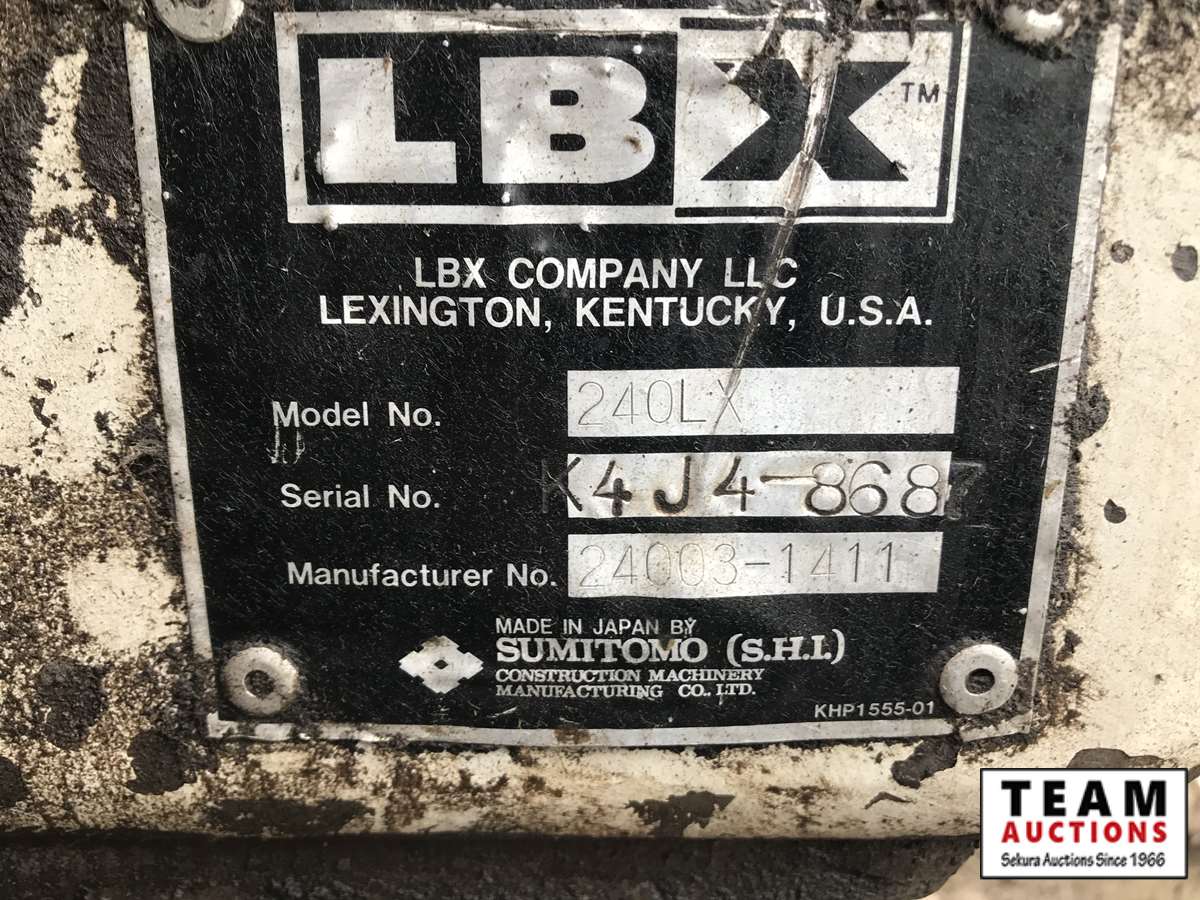 LBX™
LBX COMPANY LLC
LEXINGTON, KENTUCKY, U.S.A.
Model No. 240LX
Serial No. K4J4-8687
Manufacturer No. 24003-1411
MADE IN JAPAN BY
SUMITOMO (S.H.I.)
CONSTRUCTION MACHINERY
MANUFACTURING CO., LTD.
KHP1555-01
TEAM
AUCTIONS
Sekura Auctions Since 1966